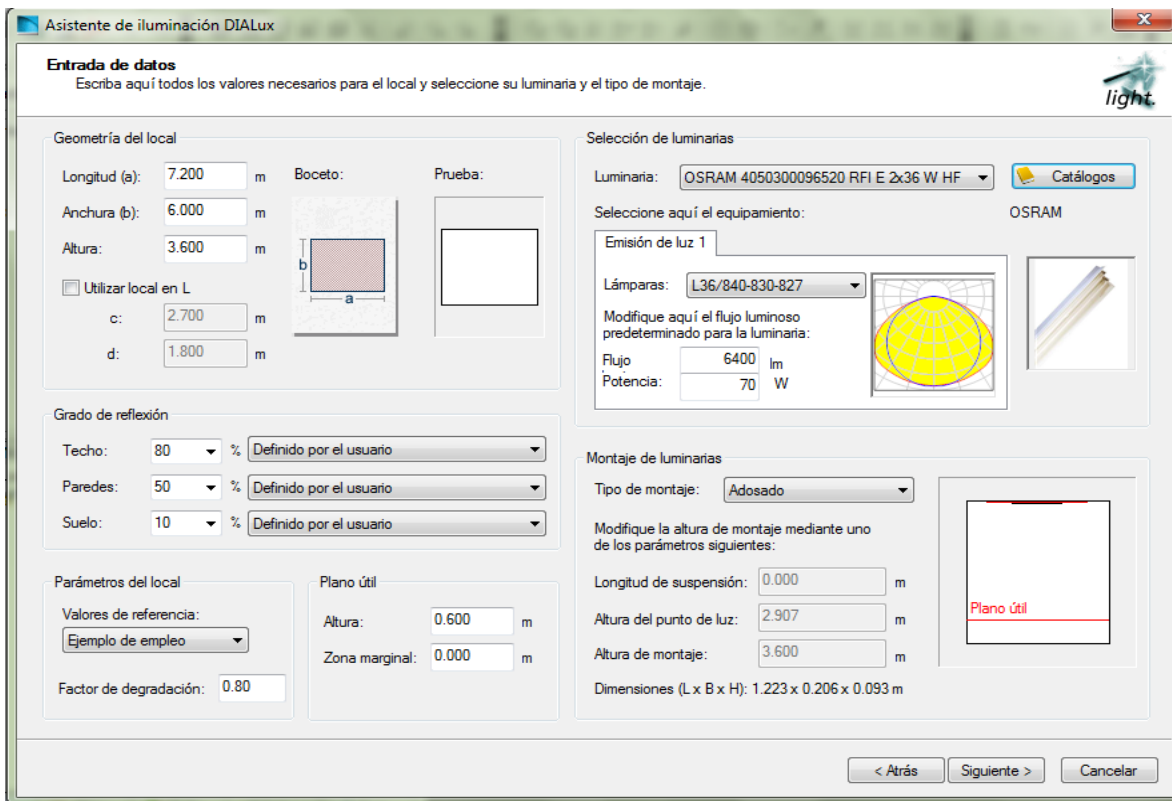 Asistente de iluminación DIALux
Entrada de datos
Escriba aquí todos los valores necesarios para el local y seleccione su luminaria y el tipo de montaje.
light.
Geometría del local
Longitud (a): 7.200 m
Anchura (b): 6.000 m
Altura: 3.600 m
Utilizar local en L
c: 2.700 m
d: 1.800 m
Boceto:
b
a
Prueba:
Grado de reflexión
Techo: 80 % Definido por el usuario
Paredes: 50 % Definido por el usuario
Suelo: 10 % Definido por el usuario
Parámetros del local
Valores de referencia:
Ejemplo de empleo
Factor de degradación: 0.80
Plano útil
Altura: 0.600 m
Zona marginal: 0.000 m
Selección de luminarias
Luminaria: OSRAM 4050300096520 RFI E 2x36 W HF Catálogos
Seleccione aquí el equipamiento: OSRAM
Emisión de luz 1
Lámparas: L36/840-830-827
Modifique aquí el flujo luminoso
predeterminado para la luminaria:
Flujo 6400 lm
Potencia: 70 W
Montaje de luminarias
Tipo de montaje: Adosado
Modifique la altura de montaje mediante uno
de los parámetros siguientes:
Longitud de suspensión: 0.000 m
Altura del punto de luz: 2.907 m
Altura de montaje: 3.600 m
Dimensiones (L x B x H): 1.223 x 0.206 x 0.093 m
Plano útil
< Atrás Siguiente > Cancelar